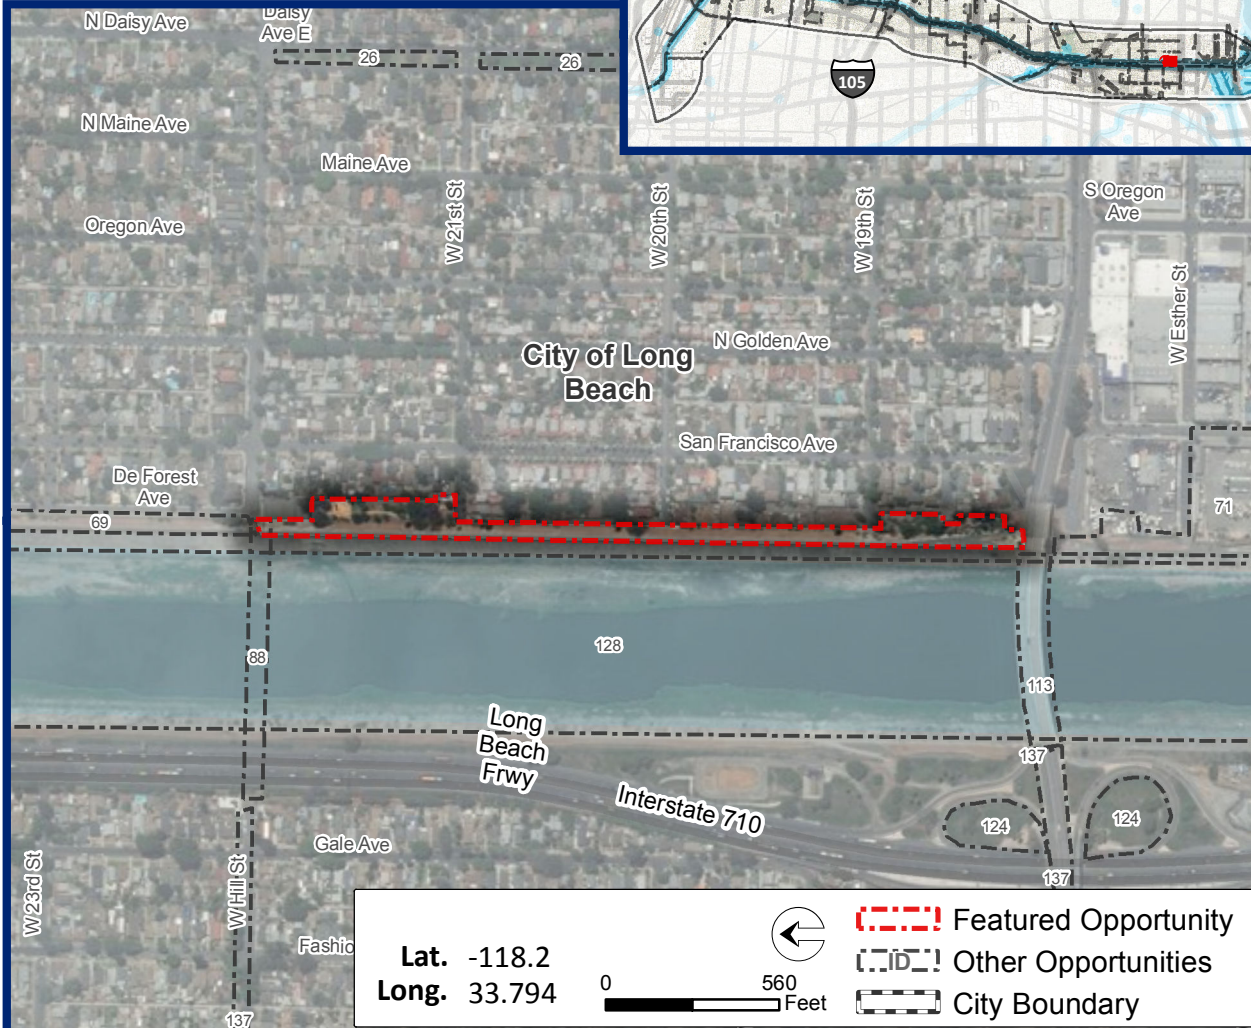 N Daisy Ave
Daisy
Ave E
26
26
105
N Maine Ave
Maine Ave
Oregon Ave
W 21st St
W 20th St
W 19th St
S Oregon
Ave
W Esther St
N Golden Ave
City of Long
Beach
San Francisco Ave
De Forest
Ave
69
71
88
128
113
Long
Beach
Frwy
Interstate 710
137
124
124
137
Gale Ave
W 23rd St
W Hill St
Fashio
137
Lat. -118.2
Long. 33.794
0 560
Feet
Featured Opportunity
ID
Other Opportunities
City Boundary